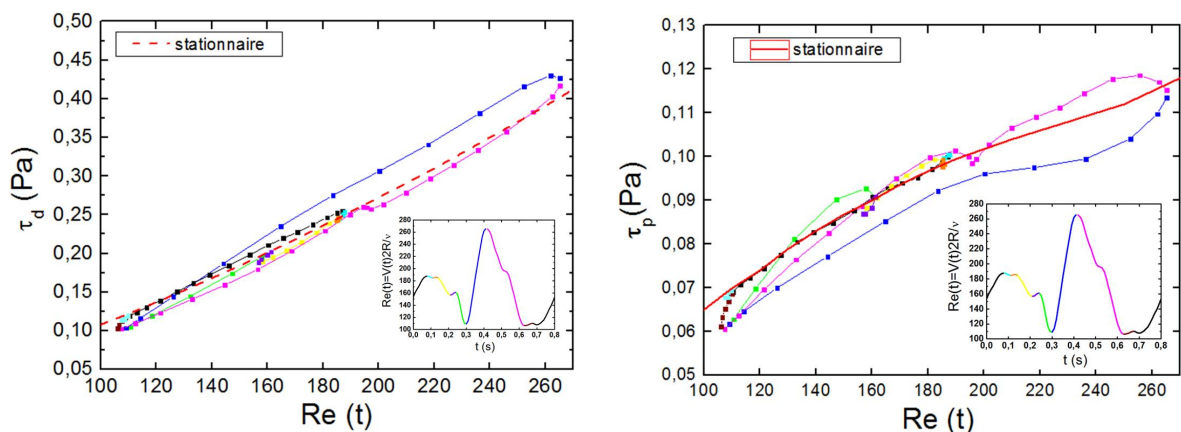 0,50
0,45
0,40
0,35
0,30
0,25
0,20
0,15
0,10
0,05
τd (Pa)
stationnaire
100 120 140 160 180 200 220 240 260
Re (t)
280
260
240
220
200
180
160
140
120
100
Re(t)=V(t)2R/ν
0,0 0,1 0,2 0,3 0,4 0,5 0,6 0,7 0,8
t (s)
0,13
0,12
0,11
0,10
0,09
0,08
0,07
0,06
0,05
τp(Pa)
stationnaire
100 120 140 160 180 200 220 240 260
Re (t)
280
260
240
220
200
180
160
140
120
100
Re(t)=V(t)2R/ν
0,0 0,1 0,2 0,3 0,4 0,5 0,6 0,7 0,8
t (s)